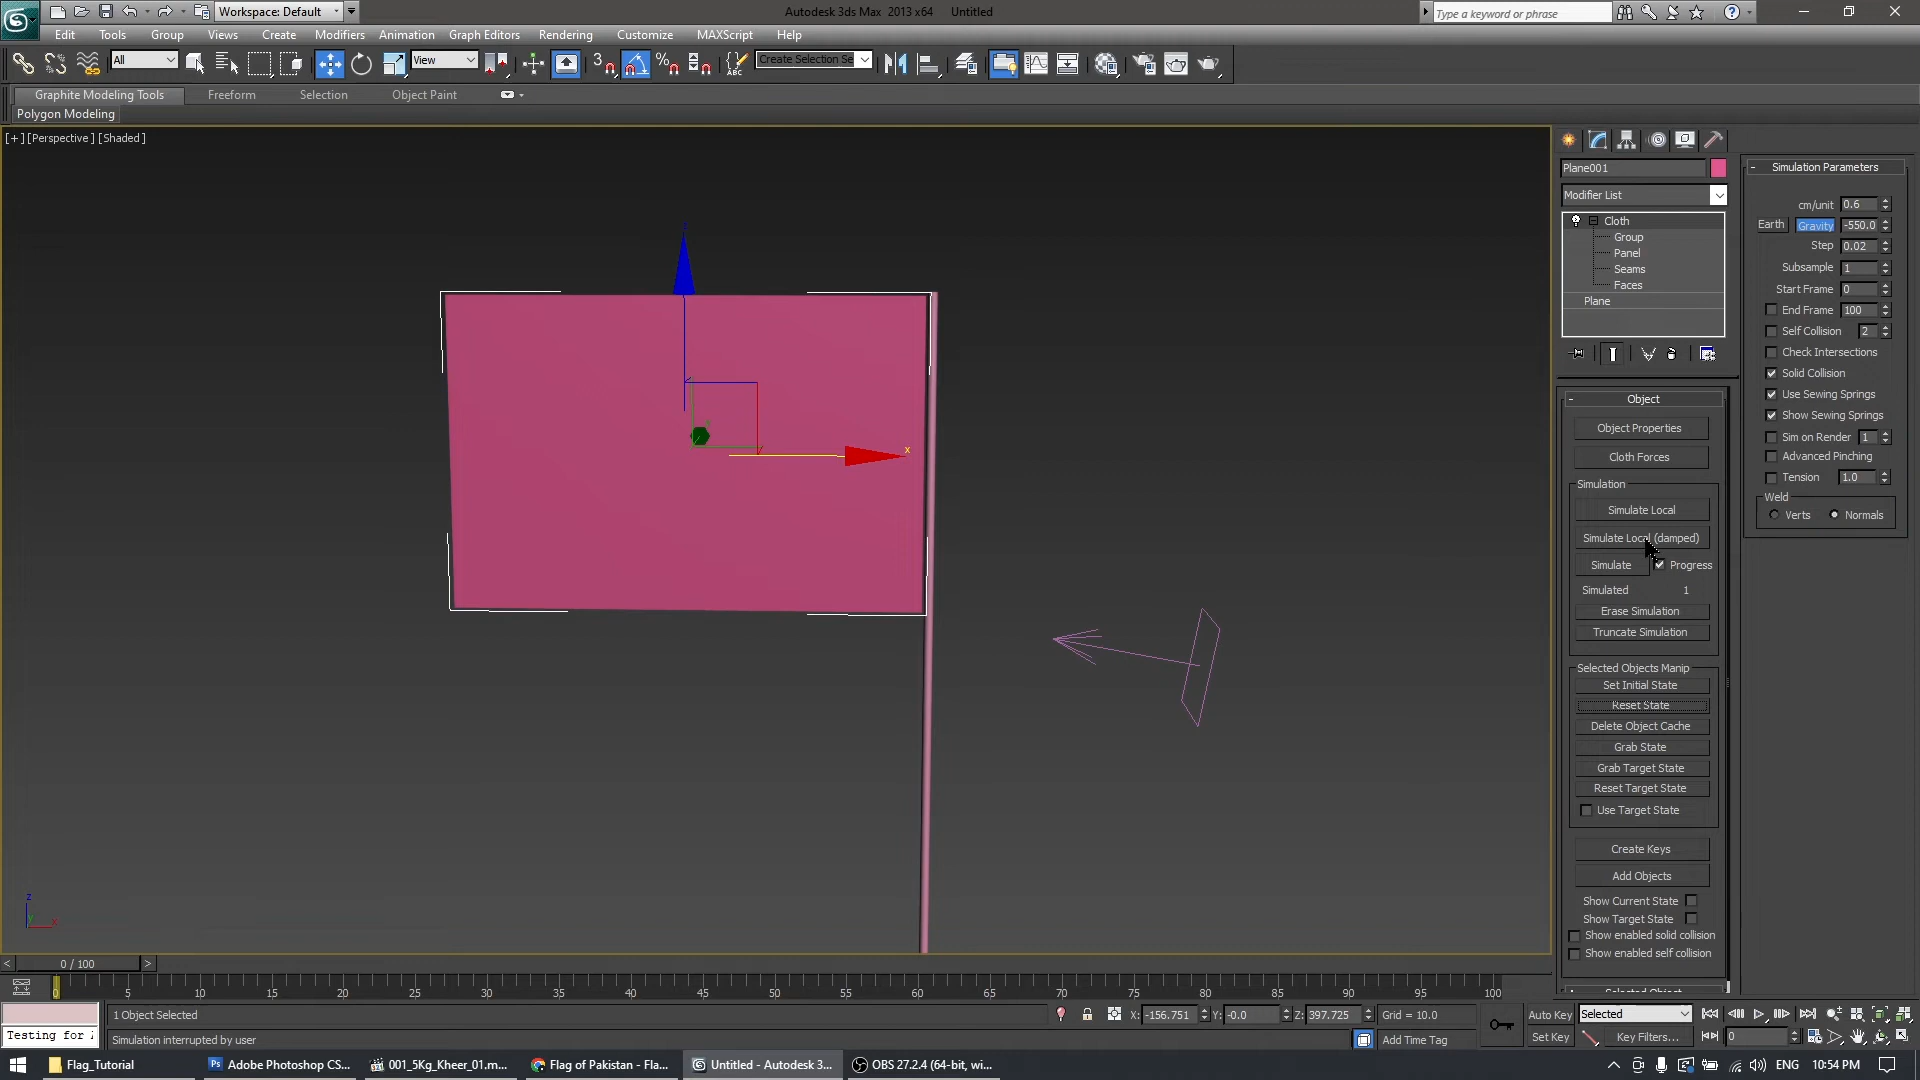 Workspace: Default
Autodesk 3ds Max 2013 x64 Untitled
Type a keyword or phrase
Edit Tools Group Views Create Modifiers Animation Graph Editors Rendering Customize MAXScript Help
All View Create Selection Se
Graphite Modeling Tools Freeform Selection Object Paint
Polygon Modeling
[+][Perspective][Shaded]
Plane001
Modifier List
Cloth
Group
Panel
Seams
Faces
Plane
Simulation Parameters
cm/unit 0.6
Earth Gravity -550.0
Step 0.02
Subsample 1
Start Frame 0
End Frame 100
Self Collision 2
Check Intersections
Solid Collision
Use Sewing Springs
Show Sewing Springs
Sim on Render 1
Advanced Pinching
Tension 1.0
Weld
Verts Normals
Object
Object Properties
Cloth Forces
Simulation
Simulate Local
Simulate Local (damped)
Simulate Progress
Simulated 1
Erase Simulation
Truncate Simulation
Selected Objects Manip
Set Initial State
Reset State
Delete Object Cache
Grab State
Grab Target State
Reset Target State
Use Target State
Create Keys
Add Objects
Show Current State
Show Target State
Show enabled solid collision
Show enabled self collision
x
z
x
0 / 100
0 5 10 15 20 25 30 35 40 45 50 55 60 65 70 75 80 85 90 95 100
1 Object Selected
X: -156.751 Y: -0.0 Z: 397.725 Grid = 10.0
Auto Key Selected
Testing for
Simulation interrupted by user
Add Time Tag
Set Key Key Filters... 0
Flag_Tutorial
Adobe Photoshop CS...
001_5Kg_Kheer_01.m...
Flag of Pakistan - Fla...
Untitled - Autodesk 3...
OBS 27.2.4 (64-bit, wi...
ENG 10:54 PM